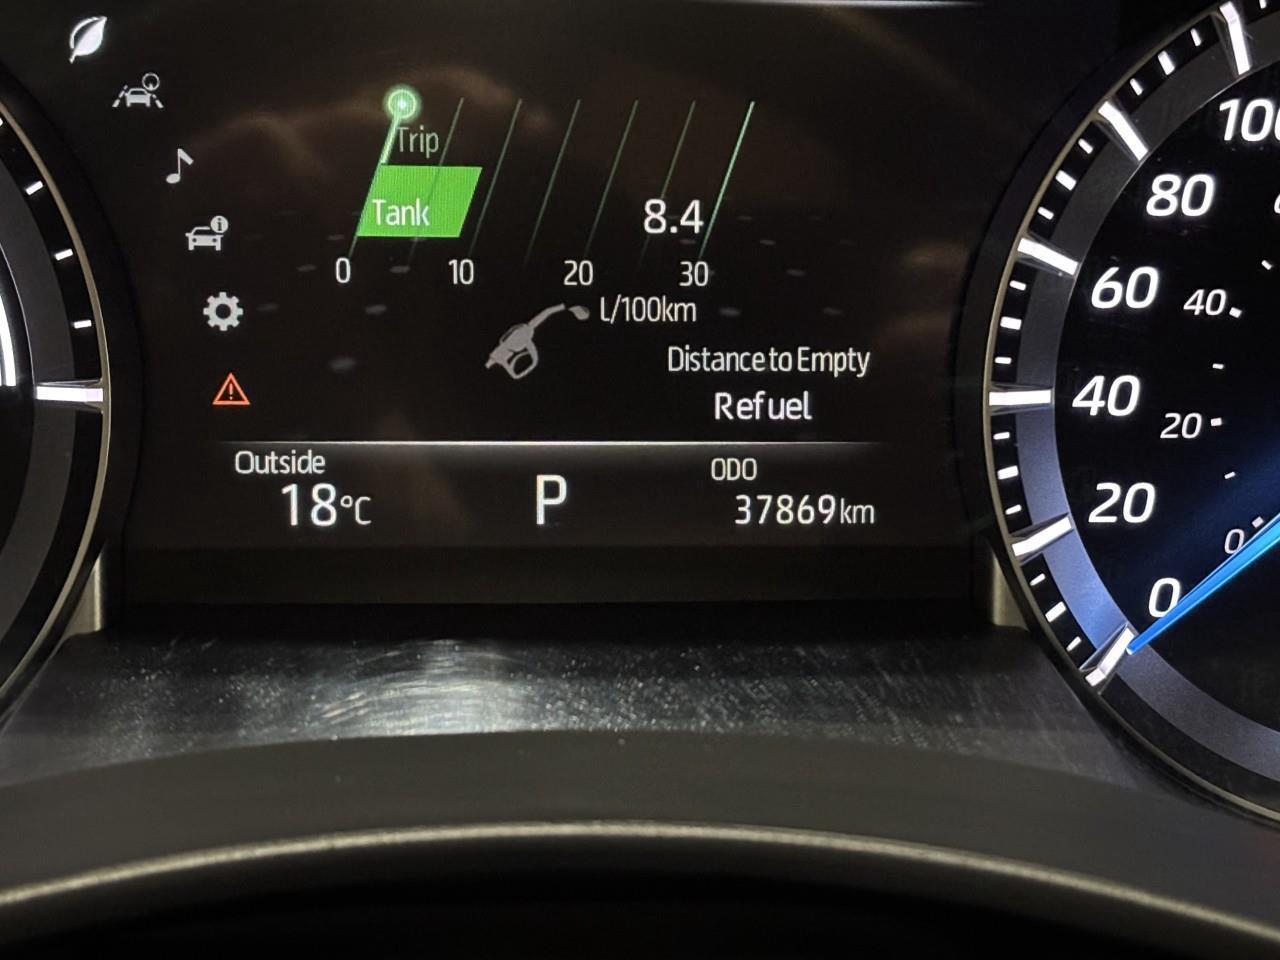 Trip
Tank 8.4
0 10 20 30
L/100km
Distance to Empty
Refuel
Outside
18°C
P
ODO
37869km
100
80
60
40
20
0
40
20
0